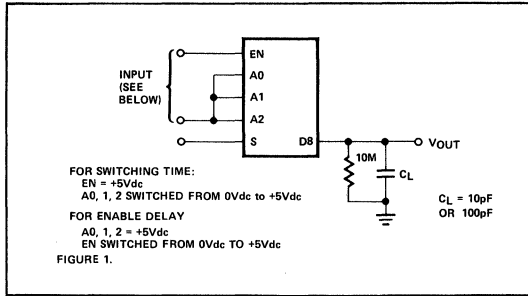 EN
A0
INPUT
(SEE
BELOW)
A1
A2
S
D8
VOUT
10M
CL
CL = 10pF
OR 100pF
FOR SWITCHING TIME:
EN = +5Vdc
A0, 1, 2 SWITCHED FROM 0Vdc to +5Vdc
FOR ENABLE DELAY
A0, 1, 2 = +5Vdc
EN SWITCHED FROM 0Vdc TO +5Vdc
FIGURE 1.